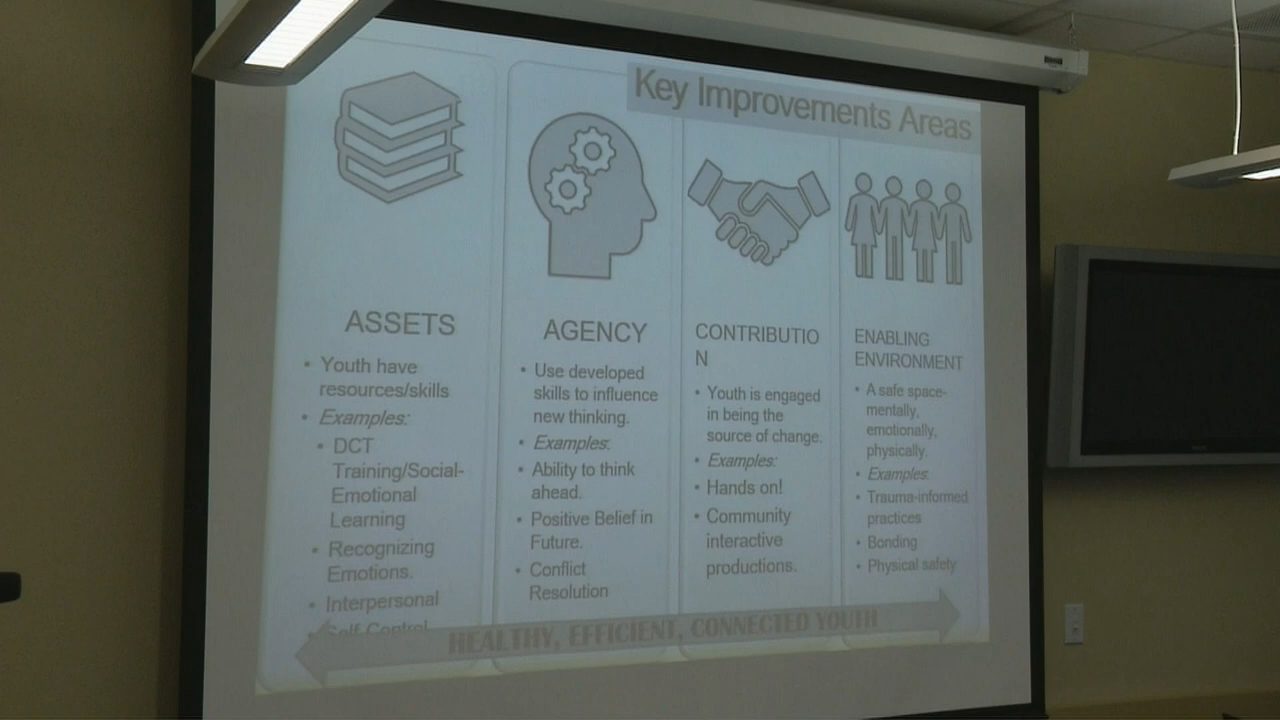 Key Improvements Areas
ASSETS
• Youth have
resources/skills
• Examples:
• DCT
Training/Social-
Emotional
Learning
• Recognizing
Emotions.
• Interpersonal
• Self Control
AGENCY
• Use developed
skills to influence
new thinking.
• Examples:
• Ability to think
ahead.
• Positive Belief in
Future.
• Conflict
Resolution
CONTRIBUTIO
N
• Youth is engaged
in being the
source of change.
• Examples:
• Hands on!
• Community
interactive
productions.
ENABLING
ENVIRONMENT
• A safe space-
mentally,
emotionally,
physically.
• Examples:
• Trauma-informed
practices
• Bonding
• Physical safety
HEALTHY, EFFICIENT, CONNECTED YOUTH